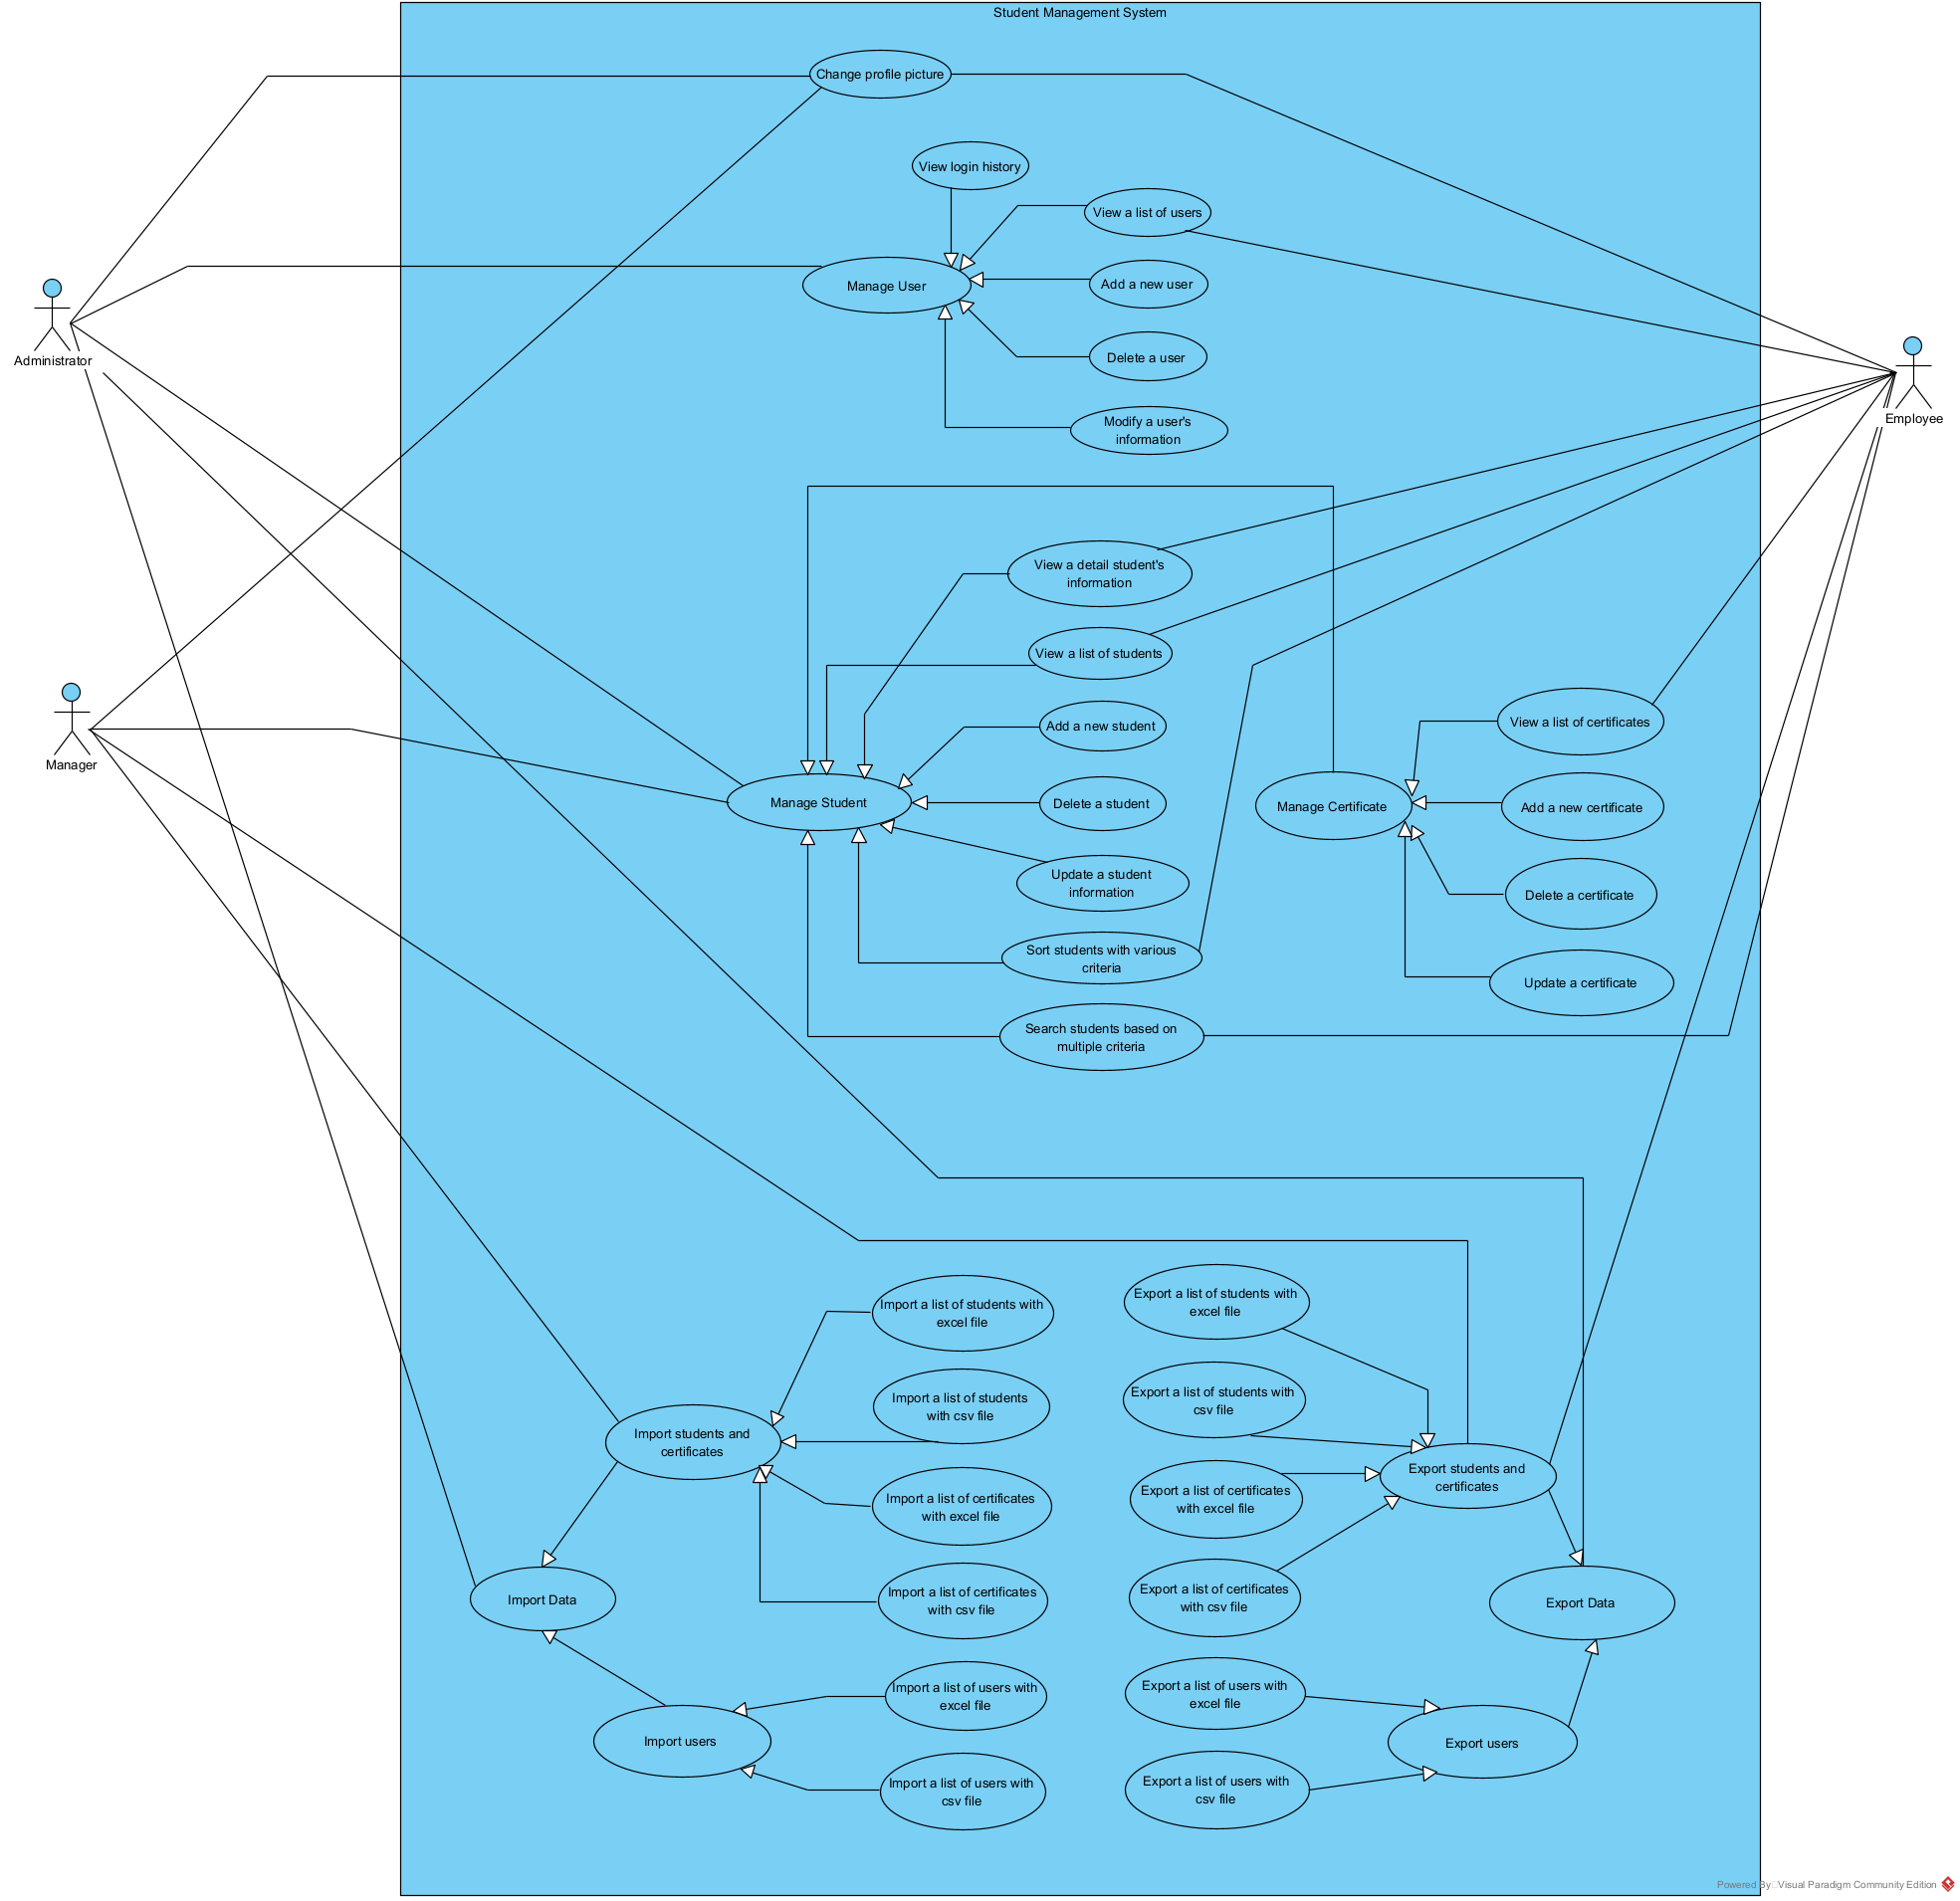 Student Management System
Change profile picture
View login history
View a list of users
Manage User
Add a new user
Delete a user
Administrator
Employee
Modify a user's
information
View a detail student's
information
View a list of students
Add a new student
View a list of certificates
Manager
Manage Student
Delete a student
Manage Certificate
Add a new certificate
Update a student
information
Delete a certificate
Sort students with various
criteria
Update a certificate
Search students based on
multiple criteria
Import a list of students with
excel file
Export a list of students with
excel file
Import a list of students
with csv file
Export a list of students with
csv file
Import students and
certificates
Export students and
certificates
Import a list of certificates
with excel file
Export a list of certificates
with excel file
Import Data
Import a list of certificates
with csv file
Export a list of certificates
with csv file
Export Data
Import a list of users with
excel file
Export a list of users with
excel file
Import users
Export users
Import a list of users with
csv file
Export a list of users with
csv file
Powered By Visual Paradigm Community Edition